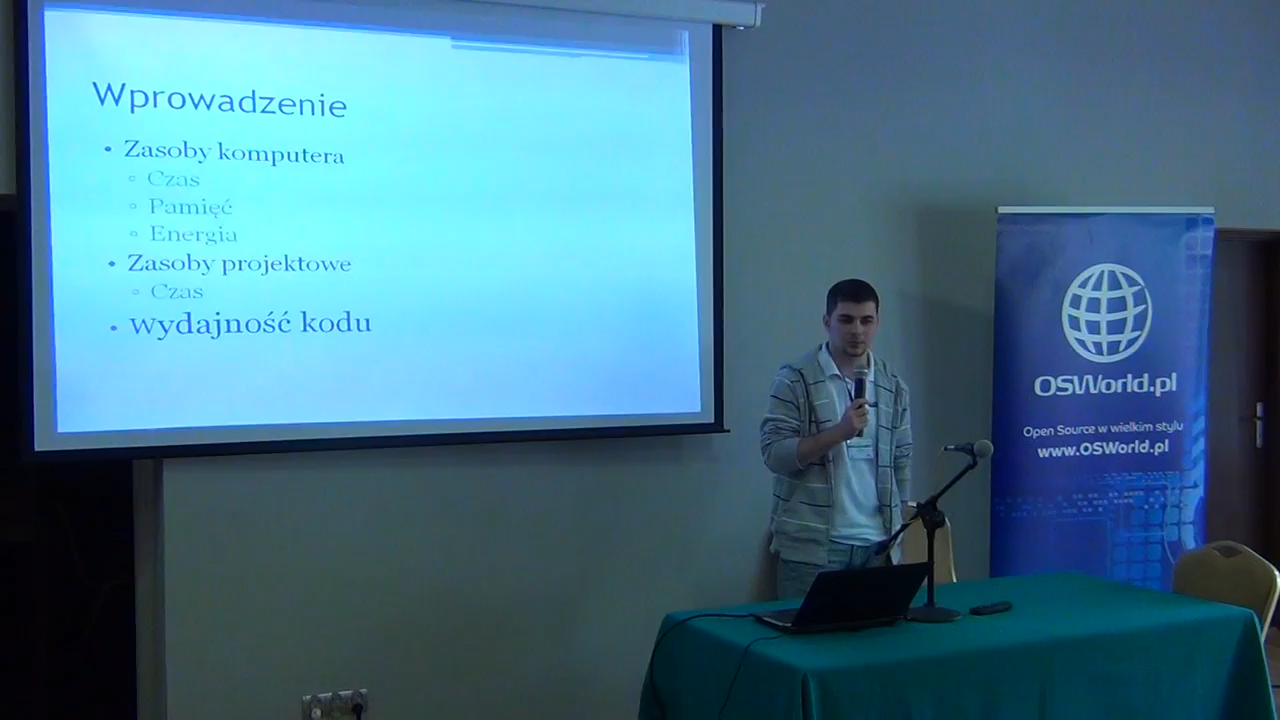 Wprowadzenie
• Zasoby komputera
◦ Czas
◦ Pamięć
◦ Energia
• Zasoby projektowe
◦ Czas
• wydajność kodu
OSWorld.pl
Open Source w wielkim stylu
www.OSWorld.pl